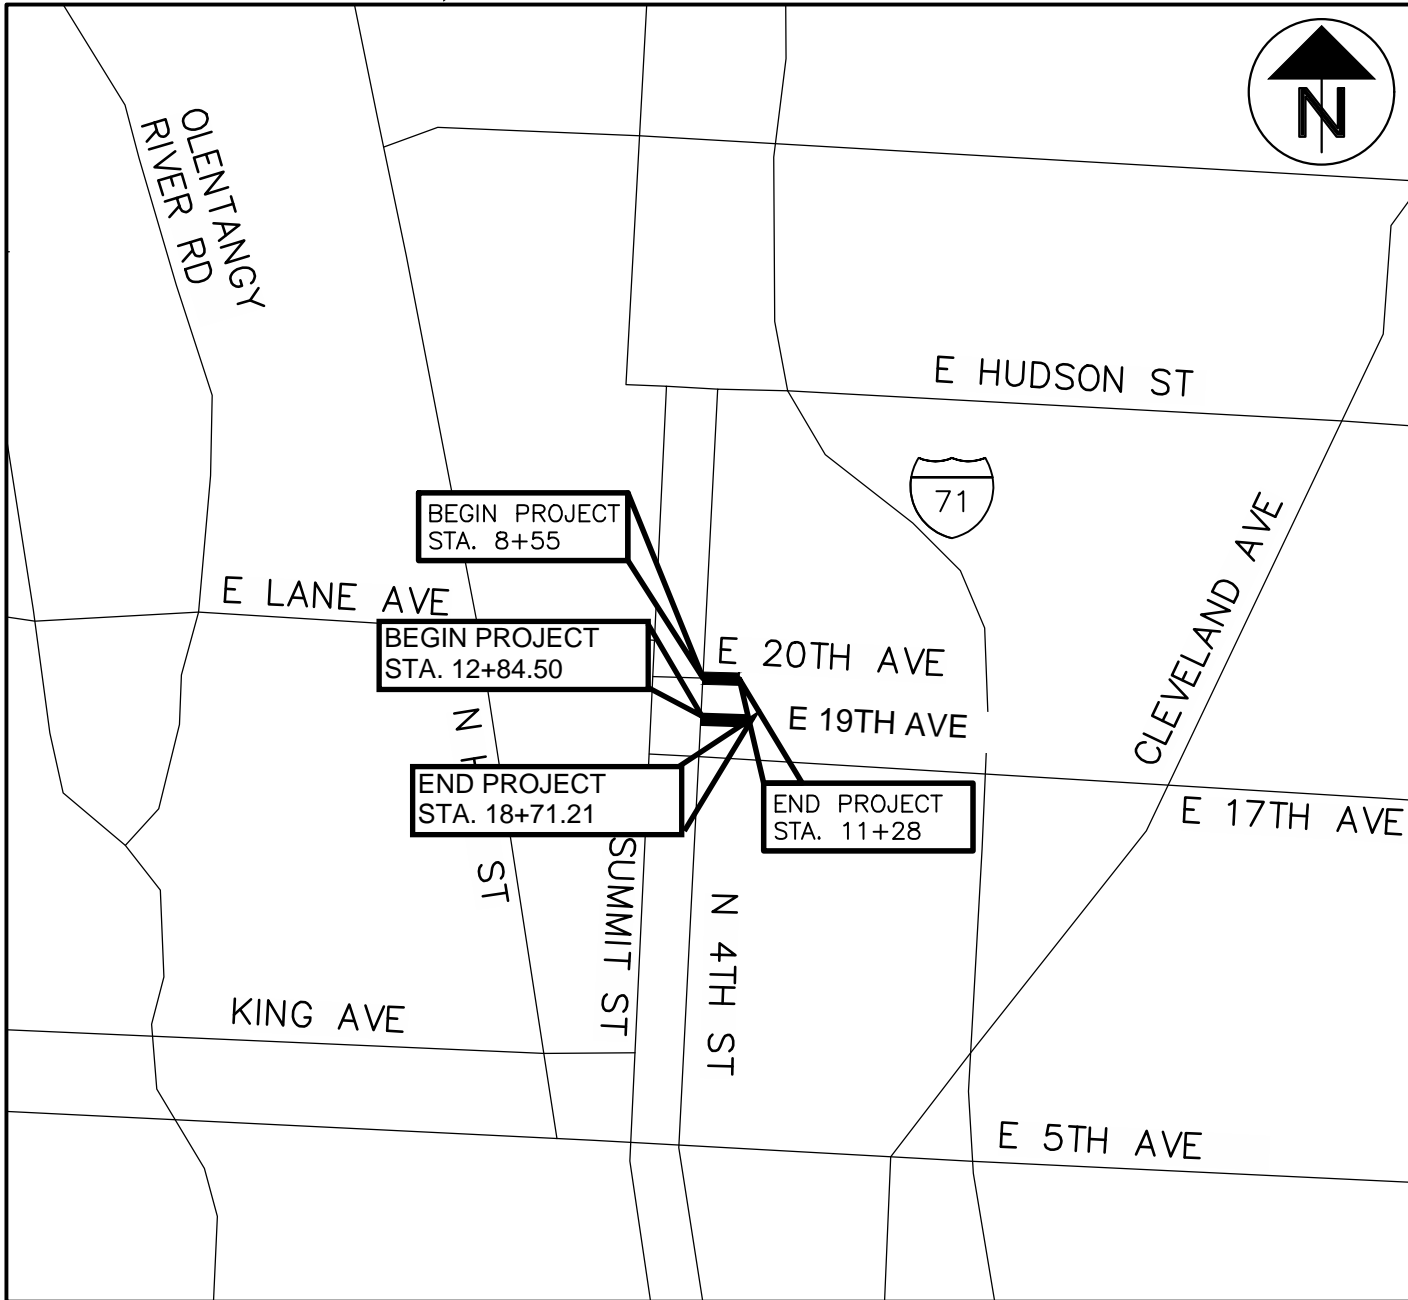 N
OLENTANGY
RIVER RD
E HUDSON ST
71
BEGIN PROJECT
STA. 8+55
CLEVELAND AVE
E LANE AVE
BEGIN PROJECT
STA. 12+84.50
E 20TH AVE
E 19TH AVE
N H ST
END PROJECT
STA. 18+71.21
END PROJECT
STA. 11+28
E 17TH AVE
SUMMIT ST
N 4TH ST
KING AVE
E 5TH AVE